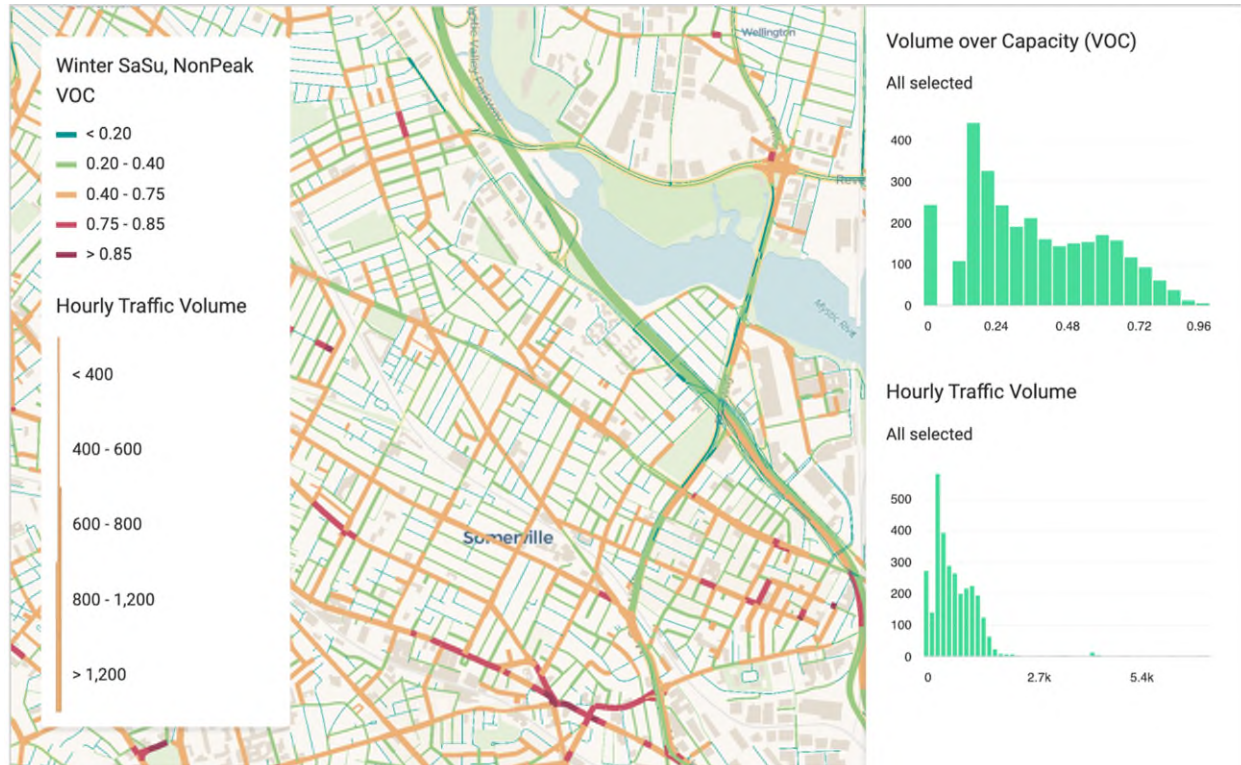 Winter SaSu, NonPeak
VOC
< 0.20
0.20 - 0.40
0.40 - 0.75
0.75 - 0.85
> 0.85
Hourly Traffic Volume
< 400
400 - 600
600 - 800
800 - 1,200
> 1,200
Valley Parkway
Wellington
Mystic River
Somerville
Volume over Capacity (VOC)
All selected
400
300
200
100
0
0 0.24 0.48 0.72 0.96
Hourly Traffic Volume
All selected
500
400
300
200
100
0
0 2.7k 5.4k